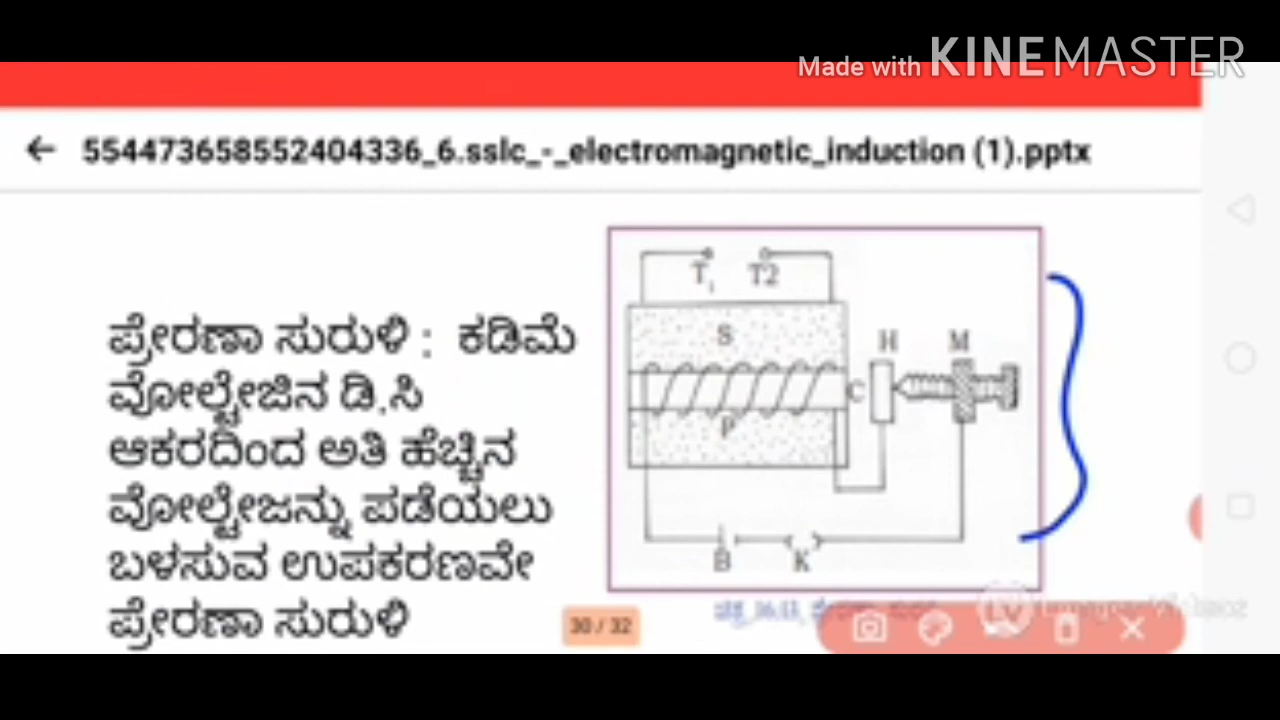 Made with KINEMASTER
554473658552404336_6.sslc_-_electromagnetic_induction (1).pptx
ಪ್ರೇರಣಾ ಸುರುಳಿ : ಕಡಿಮೆ
ವೋಲ್ಟೇಜಿನ ಡಿ.ಸಿ
ಆಕರದಿಂದ ಅತಿ ಹೆಚ್ಚಿನ
ವೋಲ್ಟೇಜನ್ನು ಪಡೆಯಲು
ಬಳಸುವ ಉಪಕರಣವೇ
ಪ್ರೇರಣಾ ಸುರುಳಿ
T1 T2
S
H M
C
P
B K
30 / 32